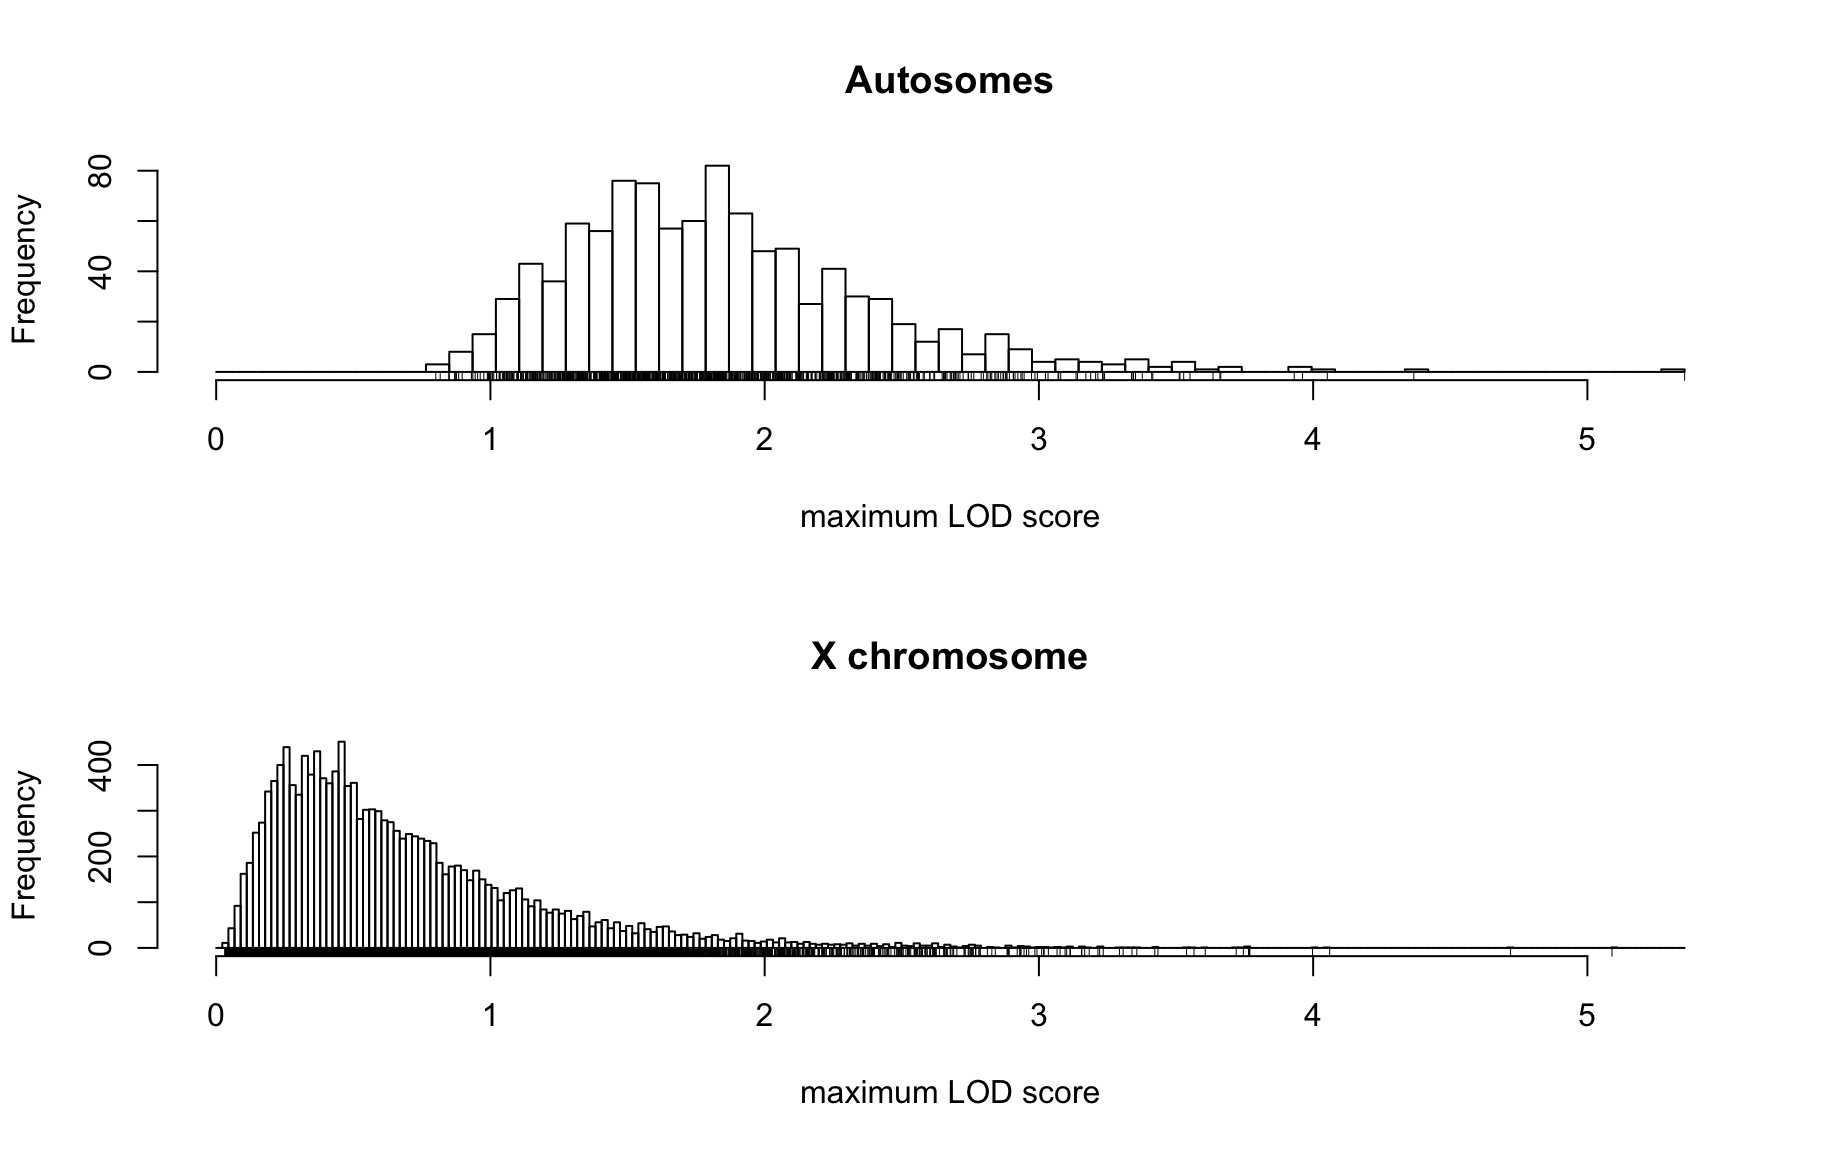 Autosomes
Frequency
80
40
0
0 1 2 3 4 5
maximum LOD score
X chromosome
Frequency
400
200
0
0 1 2 3 4 5
maximum LOD score